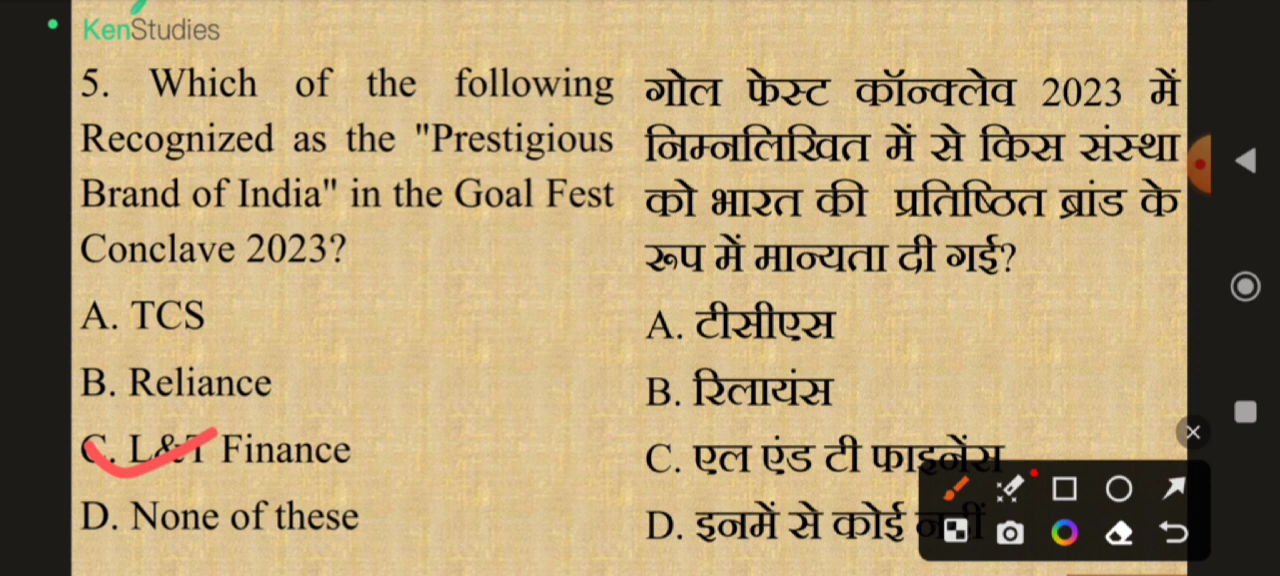 KenStudies
5. Which of the following
Recognized as the "Prestigious
Brand of India" in the Goal Fest
Conclave 2023?
A. TCS
B. Reliance
C. L&T Finance
D. None of these
गोल फेस्ट कॉन्क्लेव 2023 में
निम्नलिखित में से किस संस्था
को भारत की प्रतिष्ठित ब्रांड के
रूप में मान्यता दी गई?
A. टीसीएस
B. रिलायंस
C. एल एंड टी फाइनेंस
D. इनमें से कोई नहीं